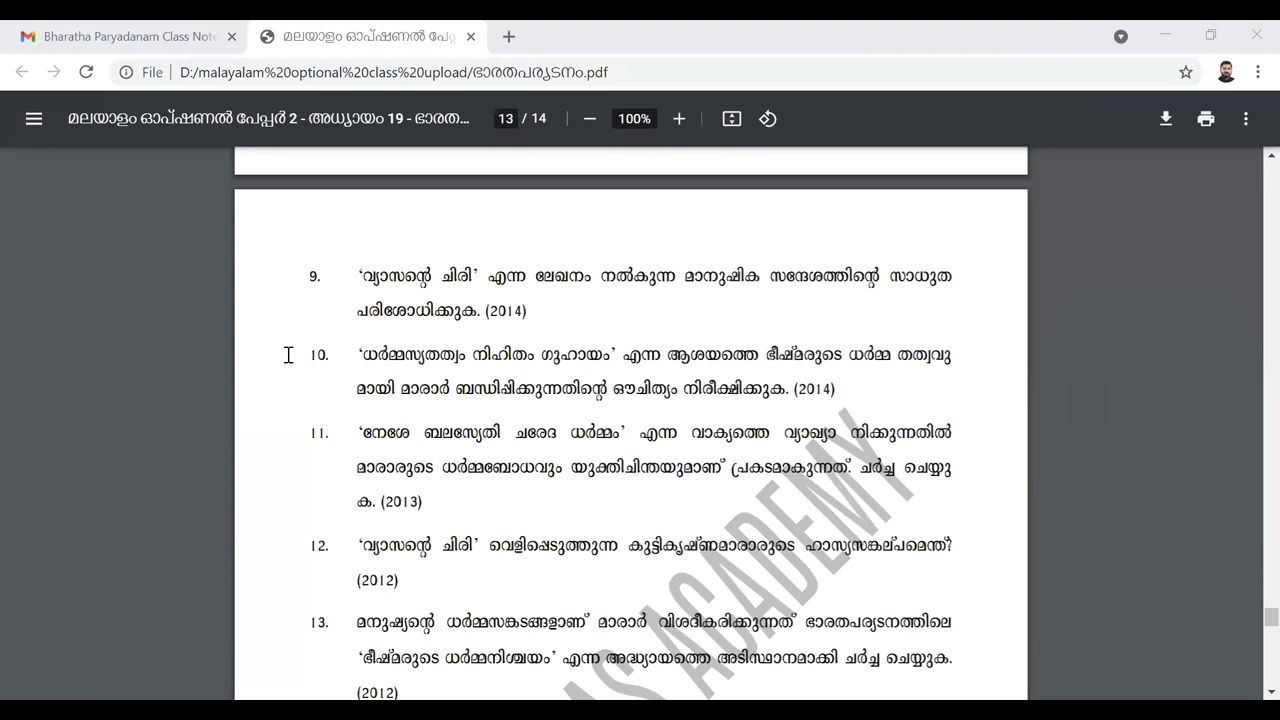 Bharatha Paryadanam Class Note
മലയാളം ഓപ്ഷണൽ പേപ്പ
File
D:/malayalam%20optional%20class%20upload/ഭാരതപര്യടനം.pdf
മലയാളം ഓപ്ഷണൽ പേപ്പർ 2 - അധ്യായം 19 - ഭാരത...
13 / 14
100%
9. ‘വ്യാസന്റെ ചിരി’ എന്ന ലേഖനം നൽകുന്ന മാനുഷിക സന്ദേശത്തിന്റെ സാധുത
പരിശോധിക്കുക. (2014)
10. ‘ധർമ്മസ്യതത്വം നിഹിതം ഗുഹായം’ എന്ന ആശയത്തെ ഭീഷ്മരുടെ ധർമ്മ തത്വവു
മായി മാരാർ ബന്ധിപ്പിക്കുന്നതിന്റെ ഔചിത്യം നിരീക്ഷിക്കുക. (2014)
11. ‘നേശേ ബലസ്യേതി ചരേദ ധർമ്മം’ എന്ന വാക്യത്തെ വ്യാഖ്യാ നിക്കുന്നതിൽ
മാരാരുടെ ധർമ്മബോധവും യുക്തിചിന്തയുമാണ് പ്രകടമാകുന്നത്. ചർച്ച ചെയ്യു
ക. (2013)
12. ‘വ്യാസന്റെ ചിരി’ വെളിപ്പെടുത്തുന്ന കുട്ടികൃഷ്ണമാരാരുടെ ഹാസ്യസങ്കല്പമെന്ത്?
(2012)
13. മനുഷ്യന്റെ ധർമ്മസങ്കടങ്ങളാണ് മാരാർ വിശദീകരിക്കുന്നത് ഭാരതപര്യടനത്തിലെ
‘ഭീഷ്മരുടെ ധർമ്മനിശ്ചയം’ എന്ന അദ്ധ്യായത്തെ അടിസ്ഥാനമാക്കി ചർച്ച ചെയ്യുക.
(2012)
AS ACADEMY